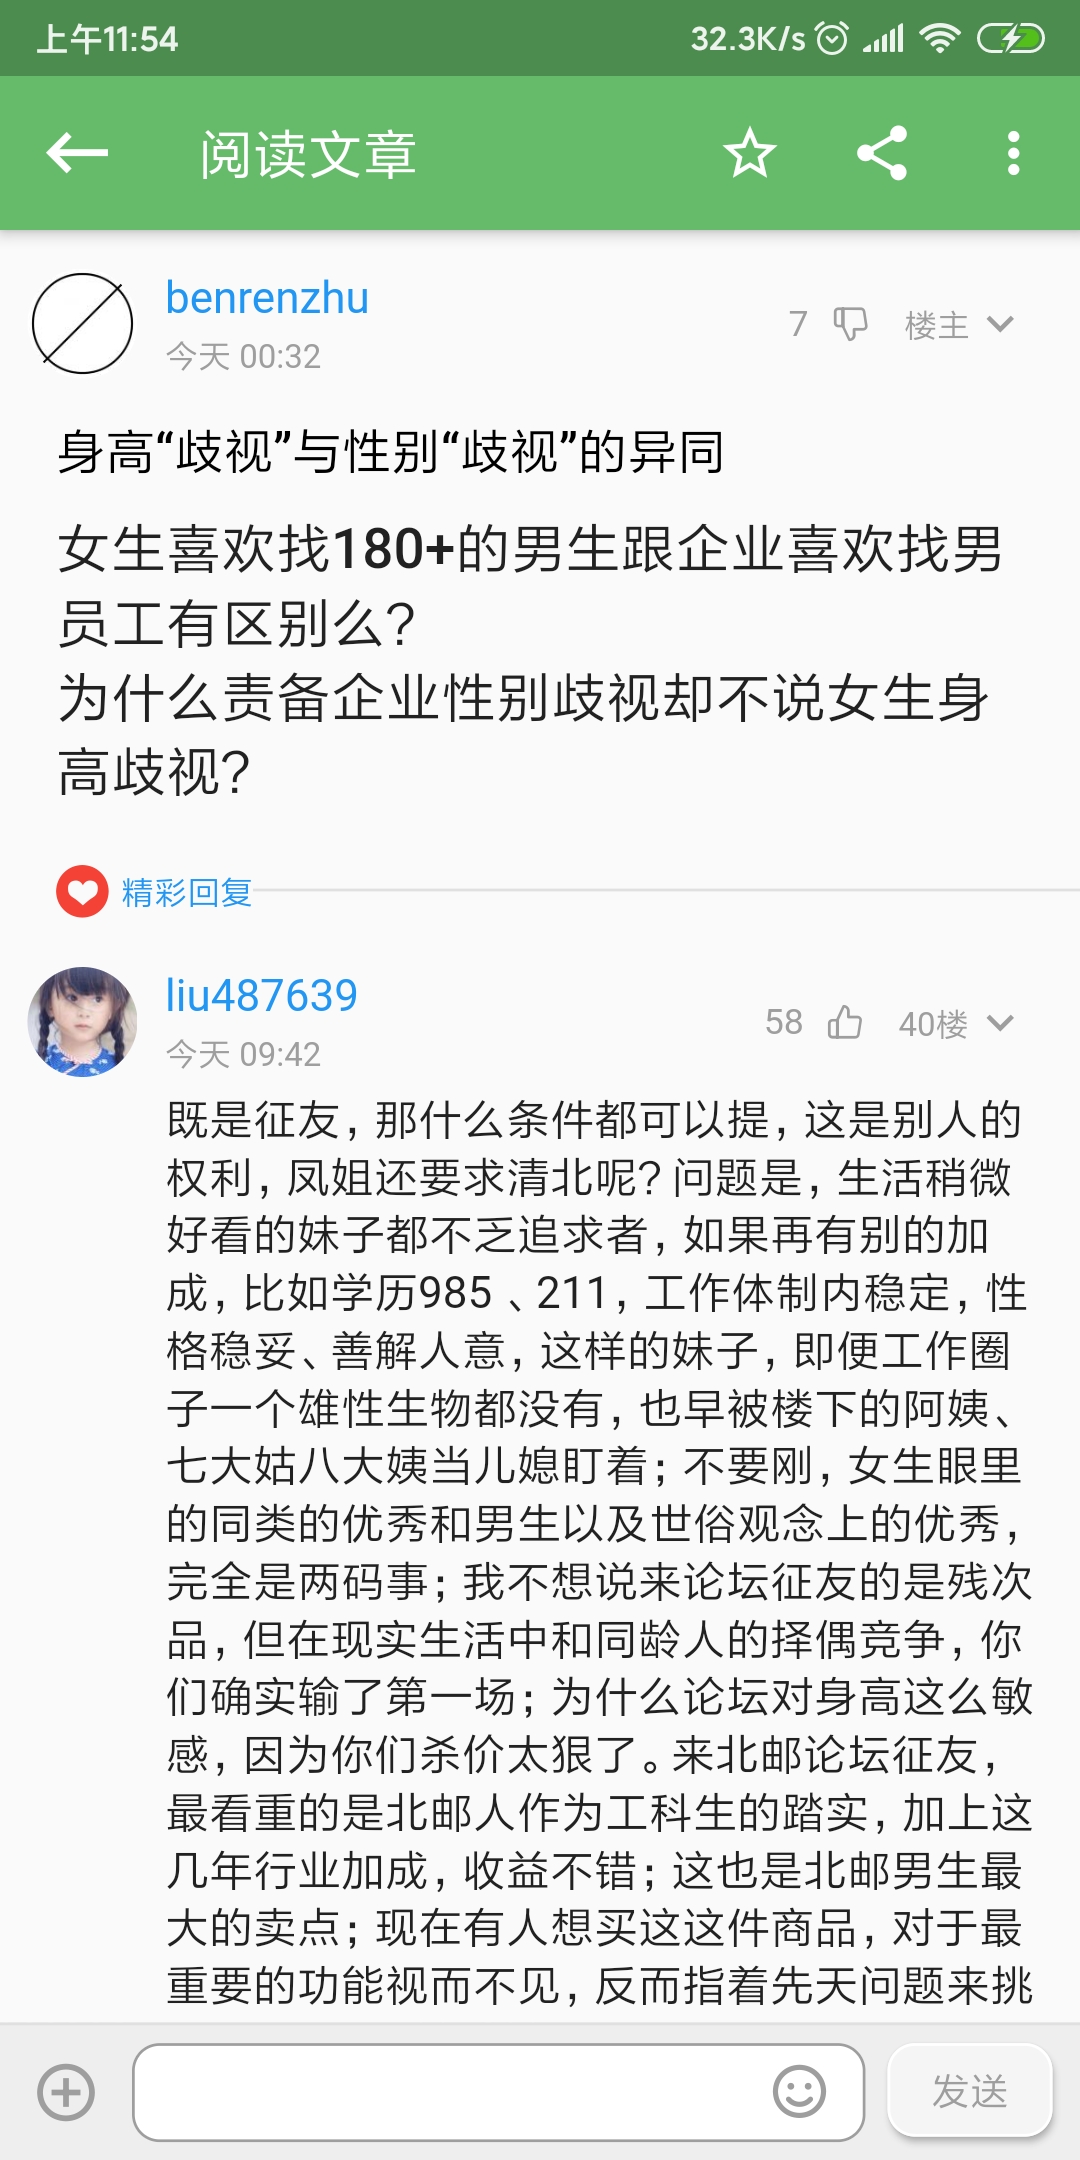 上午11:54
32.3K/s
阅读文章
benrenzhu
今天 00:32
7
楼主
身高“歧视”与性别“歧视”的异同
女生喜欢找180+的男生跟企业喜欢找男
员工有区别么?
为什么责备企业性别歧视却不说女生身
高歧视?
精彩回复
liu487639
今天 09:42
58
40楼
既是征友，那什么条件都可以提，这是别人的
权利，凤姐还要求清北呢? 问题是，生活稍微
好看的妹子都不乏追求者，如果再有别的加
成，比如学历985 、211，工作体制内稳定，性
格稳妥、善解人意，这样的妹子，即便工作圈
子一个雄性生物都没有，也早被楼下的阿姨、
七大姑八大姨当儿媳盯着；不要刚，女生眼里
的同类的优秀和男生以及世俗观念上的优秀，
完全是两码事；我不想说来论坛征友的是残次
品，但在现实生活中和同龄人的择偶竞争，你
们确实输了第一场；为什么论坛对身高这么敏
感，因为你们杀价太狠了。来北邮论坛征友，
最看重的是北邮人作为工科生的踏实，加上这
几年行业加成，收益不错；这也是北邮男生最
大的卖点；现在有人想买这这件商品，对于最
重要的功能视而不见，反而指着先天问题来挑
发送